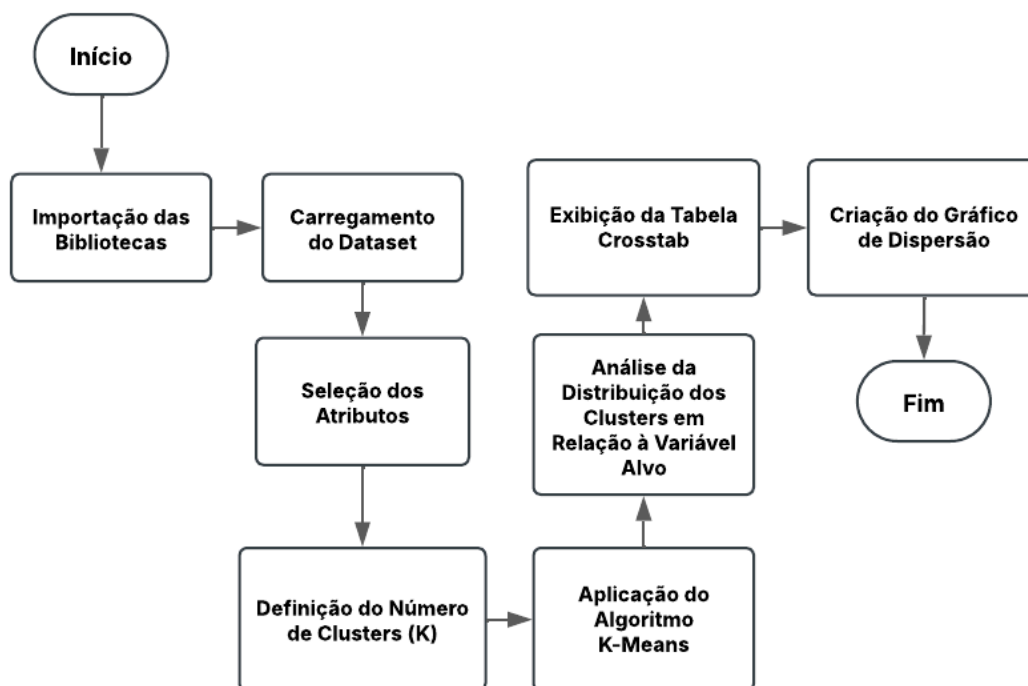 Início
Importação das
Bibliotecas
Carregamento
do Dataset
Seleção dos
Atributos
Definição do Número
de Clusters (K)
Aplicação do
Algoritmo
K-Means
Análise da
Distribuição dos
Clusters em
Relação à Variável
Alvo
Exibição da Tabela
Crosstab
Criação do Gráfico
de Dispersão
Fim